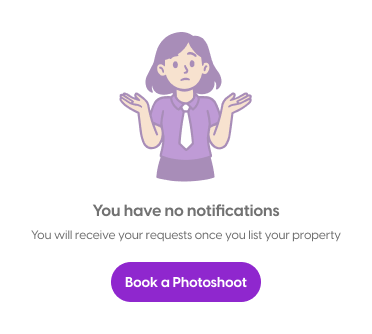 You have no notifications
You will receive your requests once you list your property
Book a Photoshoot